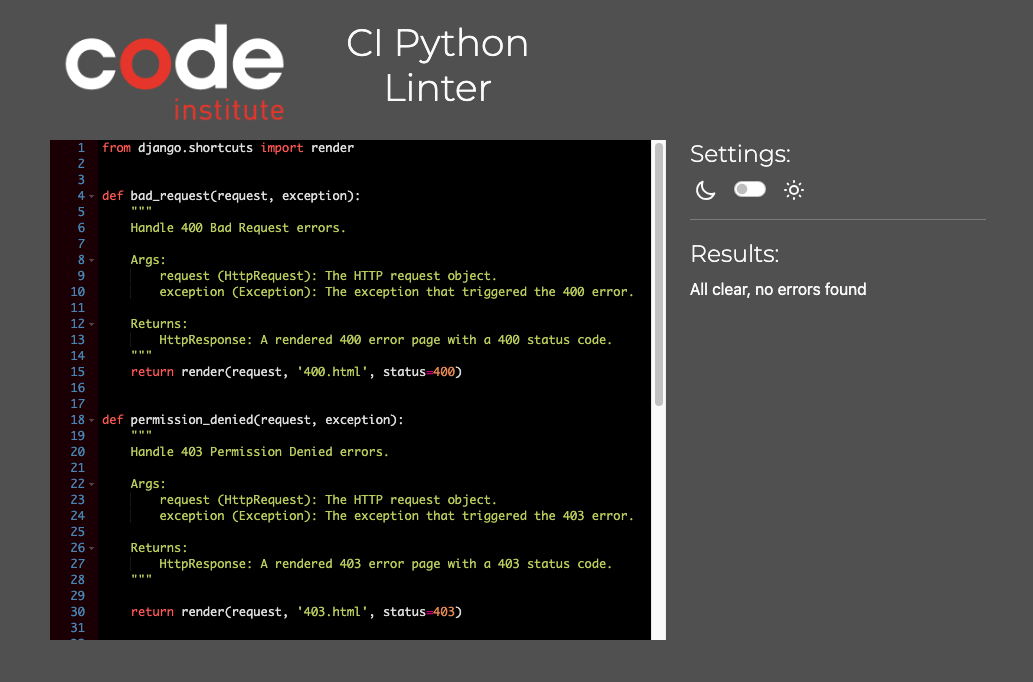 code
institute
CI Python
Linter
1 from django.shortcuts import render
2
3
4 def bad_request(request, exception):
5     """
6     Handle 400 Bad Request errors.
7
8     Args:
9         request (HttpRequest): The HTTP request object.
10         exception (Exception): The exception that triggered the 400 error.
11
12     Returns:
13         HttpResponse: A rendered 400 error page with a 400 status code.
14     """
15     return render(request, '400.html', status=400)
16
17
18 def permission_denied(request, exception):
19     """
20     Handle 403 Permission Denied errors.
21
22     Args:
23         request (HttpRequest): The HTTP request object.
24         exception (Exception): The exception that triggered the 403 error.
25
26     Returns:
27         HttpResponse: A rendered 403 error page with a 403 status code.
28     """
29
30     return render(request, '403.html', status=403)
31
Settings:
Results:
All clear, no errors found